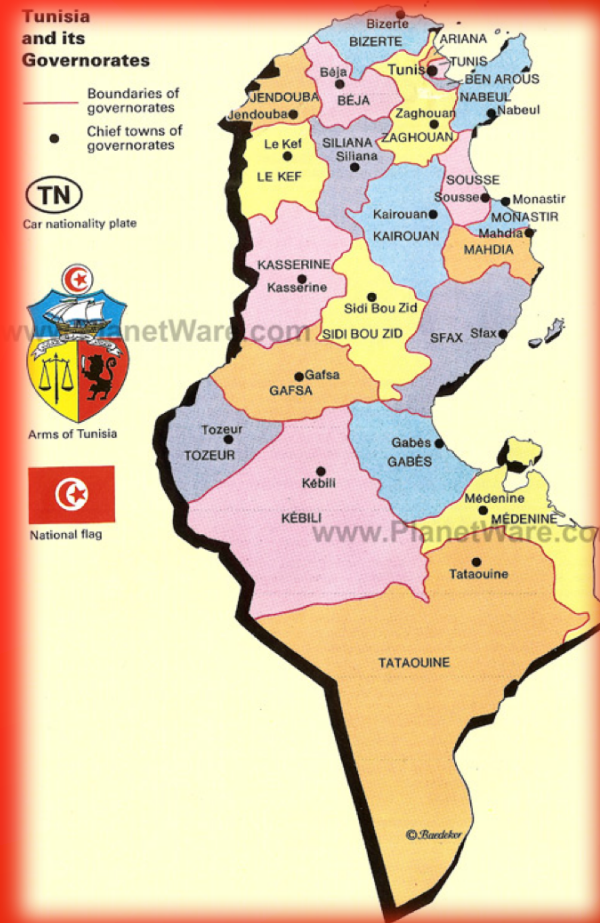 Tunisia
and its
Governorates
Boundaries of
governorates
Chief towns of
governorates
TN
Car nationality plate
Arms of Tunisia
National flag
Bizerte
BIZERTE
ARIANA
TUNIS
Tunis
BEN AROUS
Béja
BÉJA
NABEUL
Nabeul
JENDOUBA
Jendouba
Zaghouan
ZAGHOUAN
Le Kef
LE KEF
SILIANA
Siliana
SOUSSE
Sousse
Monastir
MONASTIR
Kairouan
KAIROUAN
Mahdia
MAHDIA
KASSERINE
Kasserine
Sidi Bou Zid
SIDI BOU ZID
SFAX
Sfax
www.PlanetWare.com
Gafsa
GAFSA
Tozeur
TOZEUR
Gabès
GABÈS
Kébili
KÉBILI
Médenine
MÉDENINE
www.PlanetWare.com
Tataouine
TATAOUINE
© Baedeker